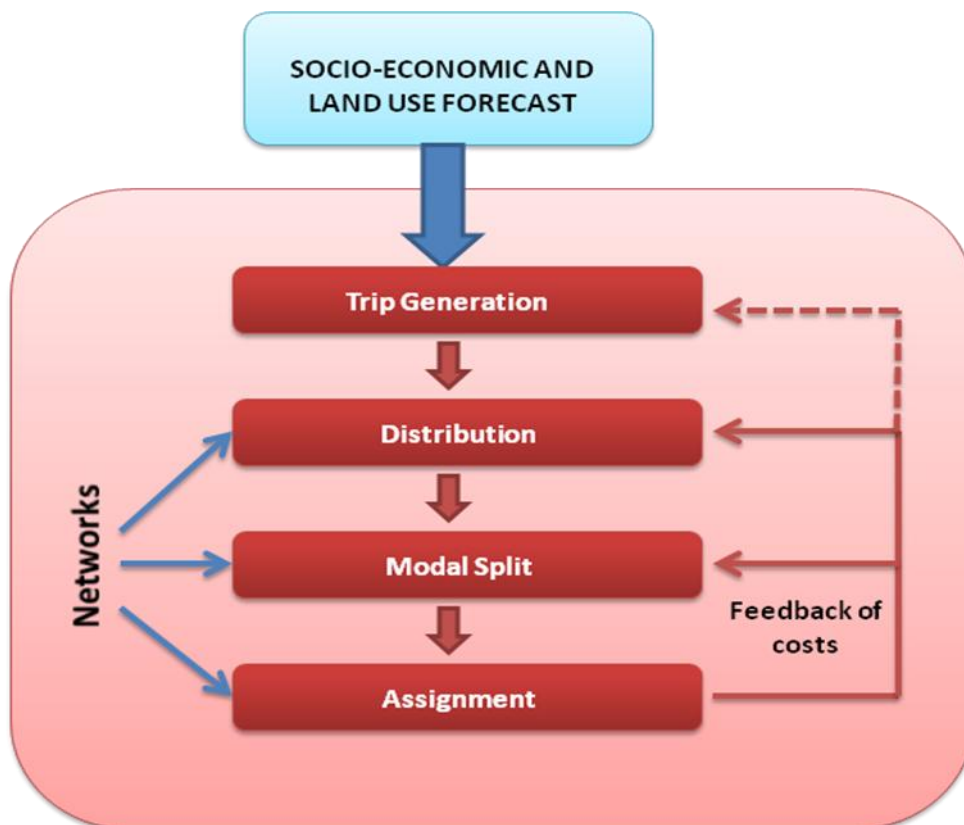 SOCIO-ECONOMIC AND
LAND USE FORECAST
Trip Generation
Distribution
Networks
Modal Split
Feedback of
costs
Assignment